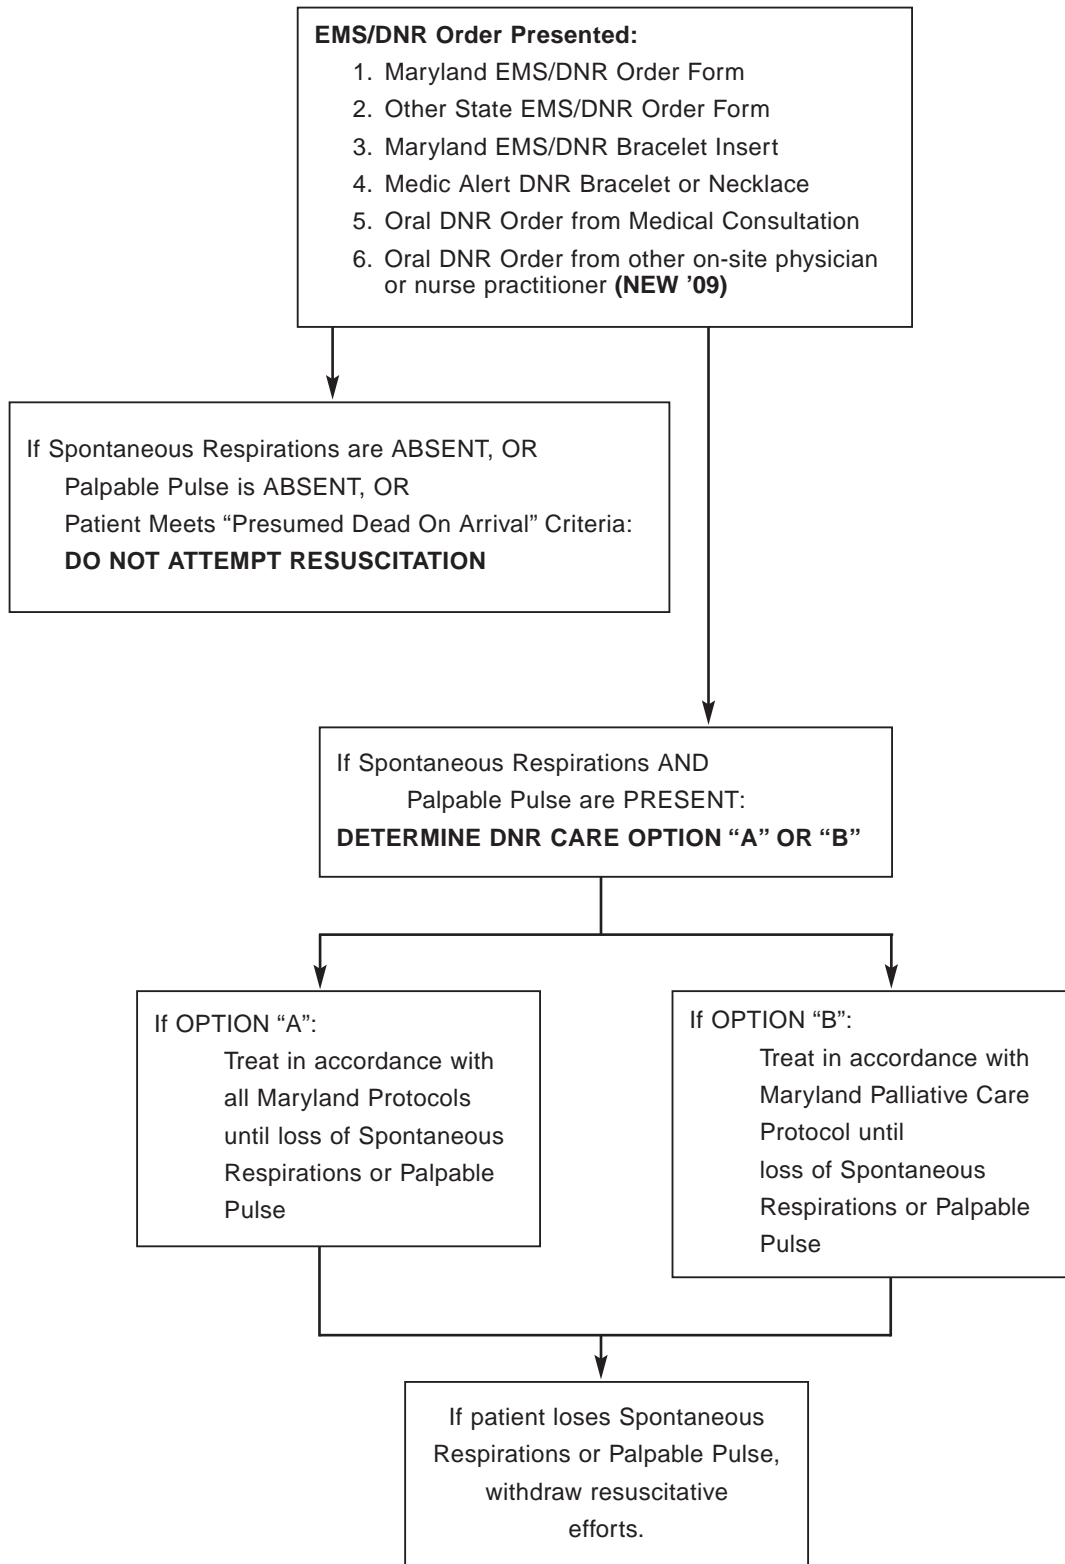 EMS/DNR Order Presented:
1. Maryland EMS/DNR Order Form
2. Other State EMS/DNR Order Form
3. Maryland EMS/DNR Bracelet Insert
4. Medic Alert DNR Bracelet or Necklace
5. Oral DNR Order from Medical Consultation
6. Oral DNR Order from other on-site physician
or nurse practitioner (NEW ’09)
If Spontaneous Respirations are ABSENT, OR
Palpable Pulse is ABSENT, OR
Patient Meets “Presumed Dead On Arrival” Criteria:
DO NOT ATTEMPT RESUSCITATION
If Spontaneous Respirations AND
Palpable Pulse are PRESENT:
DETERMINE DNR CARE OPTION “A” OR “B”
If OPTION “A”:
Treat in accordance with
all Maryland Protocols
until loss of Spontaneous
Respirations or Palpable
Pulse
If OPTION “B”:
Treat in accordance with
Maryland Palliative Care
Protocol until
loss of Spontaneous
Respirations or Palpable
Pulse
If patient loses Spontaneous
Respirations or Palpable Pulse,
withdraw resuscitative
efforts.